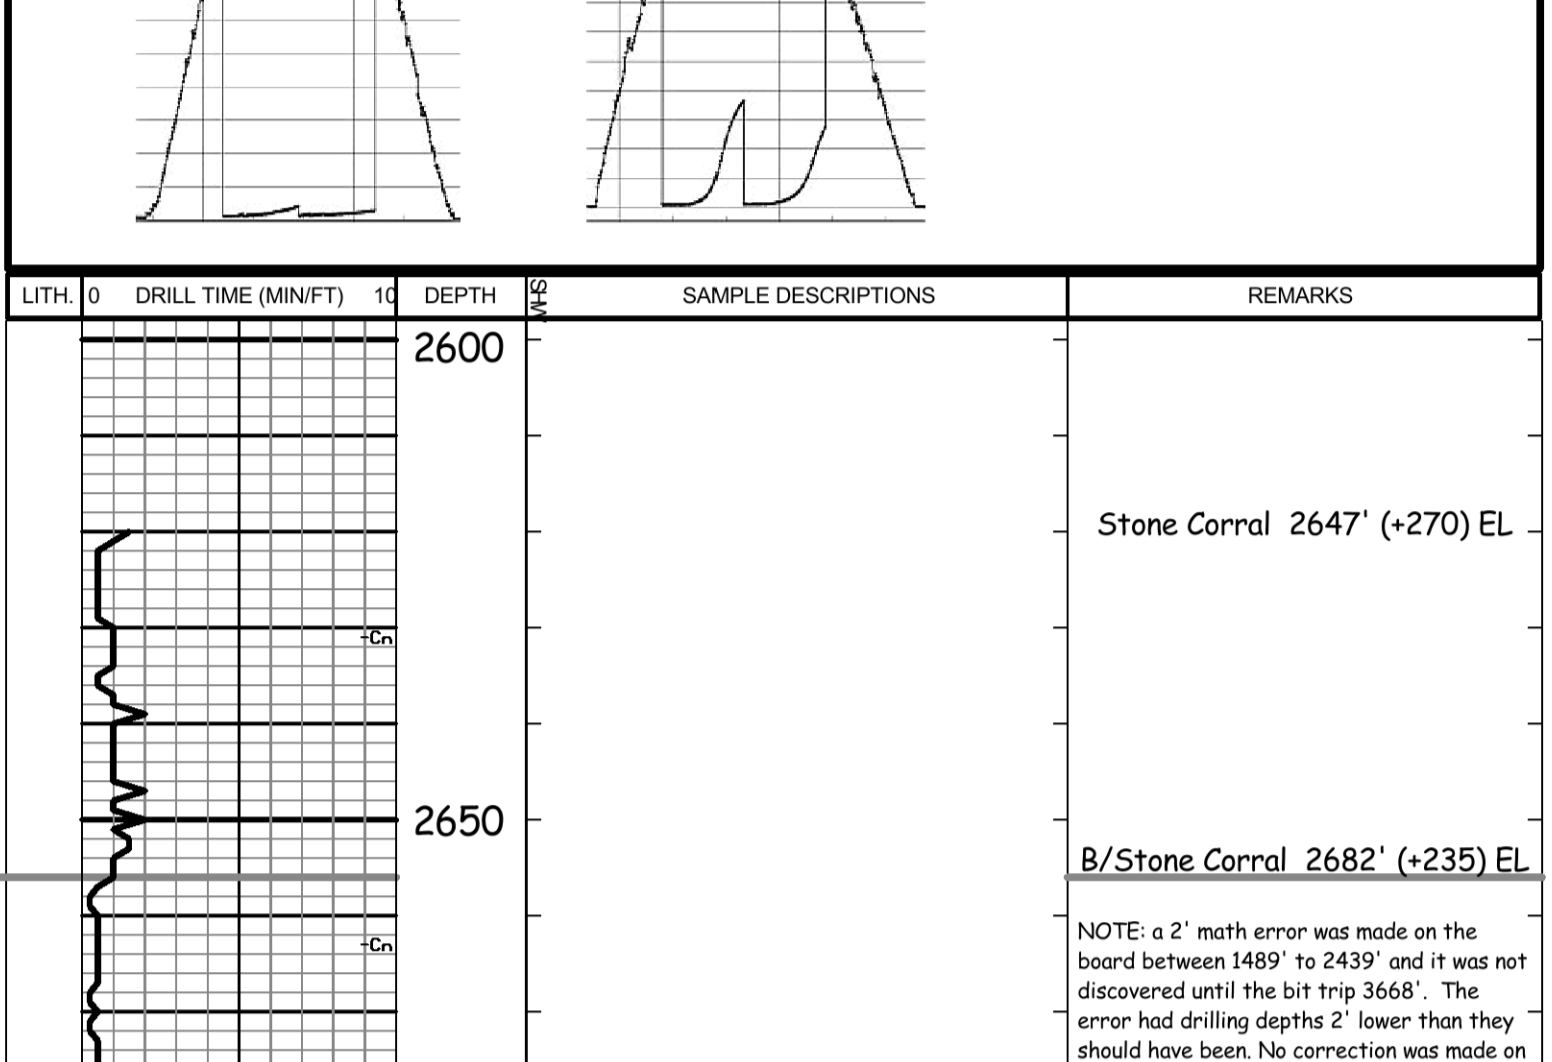 LITH. 0 DRILL TIME (MIN/FT) 10 DEPTH SHW SAMPLE DESCRIPTIONS REMARKS
2600
Stone Corral 2647' (+270) EL
-Cn
2650
B/Stone Corral 2682' (+235) EL
NOTE: a 2' math error was made on the
board between 1489' to 2439' and it was not
-Cn
discovered until the bit trip 3668'. The
error had drilling depths 2' lower than they
should have been. No correction was made on